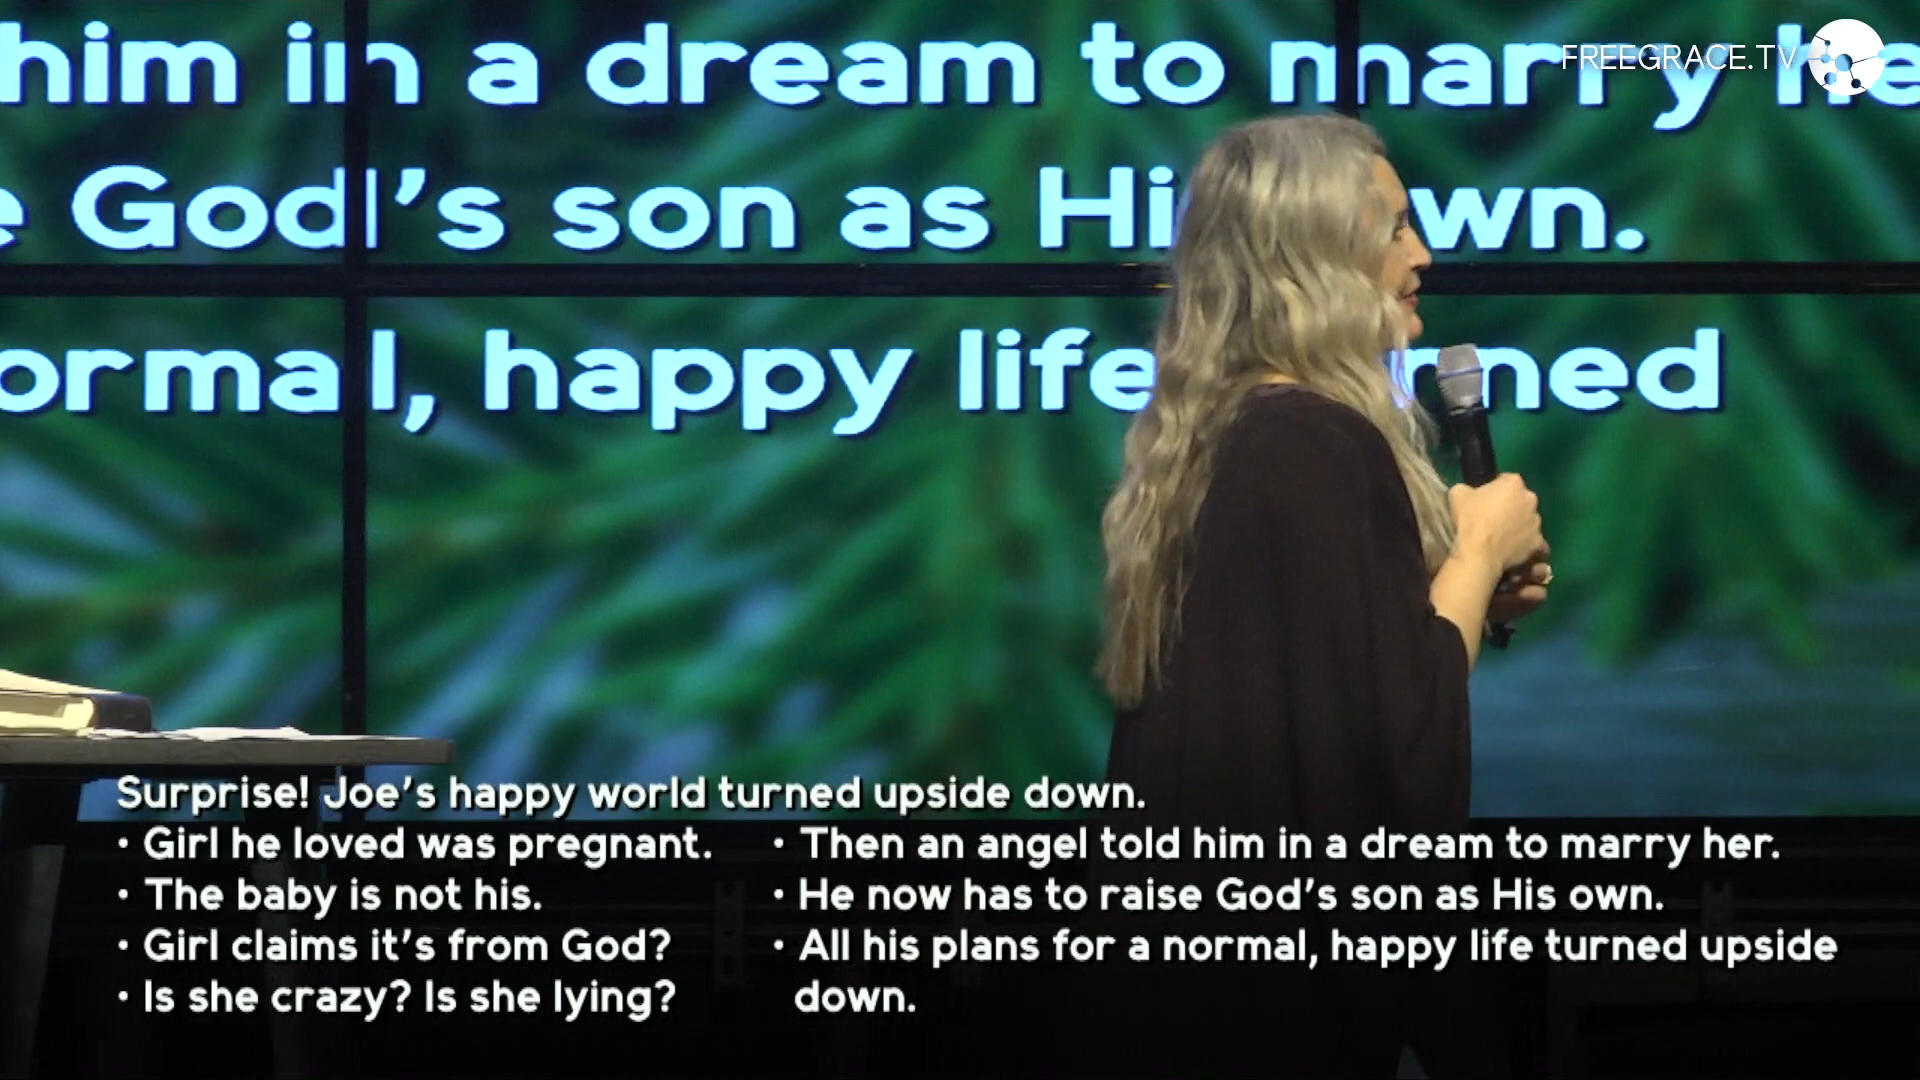 him in a dream to marry he
FREEGRACE.TV
e God's son as Hi wn.
ormal, happy life rned
Surprise! Joe's happy world turned upside down.
• Girl he loved was pregnant.
• The baby is not his.
• Girl claims it's from God?
• Is she crazy? Is she lying?
• Then an angel told him in a dream to marry her.
• He now has to raise God's son as His own.
• All his plans for a normal, happy life turned upside
down.